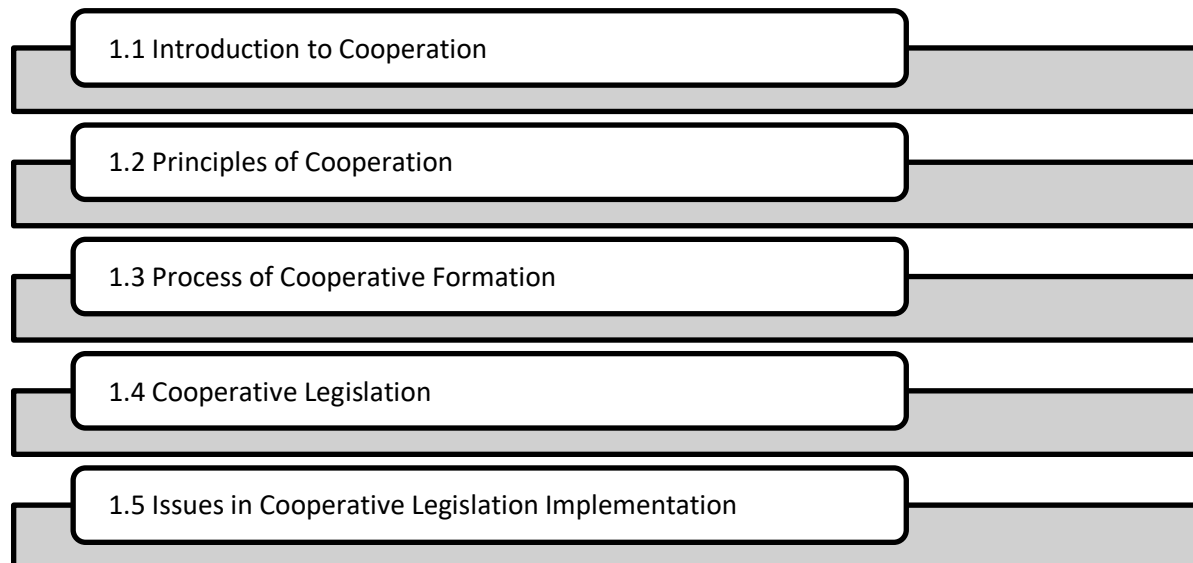 1.1 Introduction to Cooperation
1.2 Principles of Cooperation
1.3 Process of Cooperative Formation
1.4 Cooperative Legislation
1.5 Issues in Cooperative Legislation Implementation